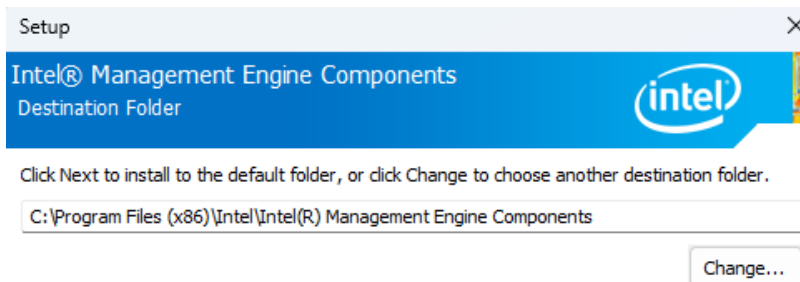 Setup
Intel® Management Engine Components
Destination Folder
intel
Click Next to install to the default folder, or click Change to choose another destination folder.
C:\Program Files (x86)\Intel\Intel(R) Management Engine Components
Change...